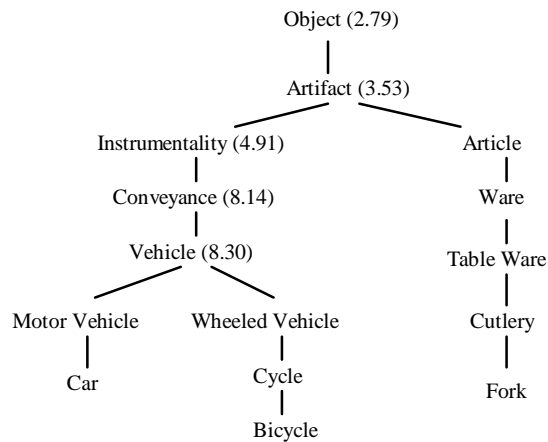 Object (2.79)
Artifact (3.53)
Instrumentality (4.91)
Article
Conveyance (8.14)
Ware
Vehicle (8.30)
Table Ware
Motor Vehicle
Wheeled Vehicle
Cutlery
Car
Cycle
Fork
Bicycle